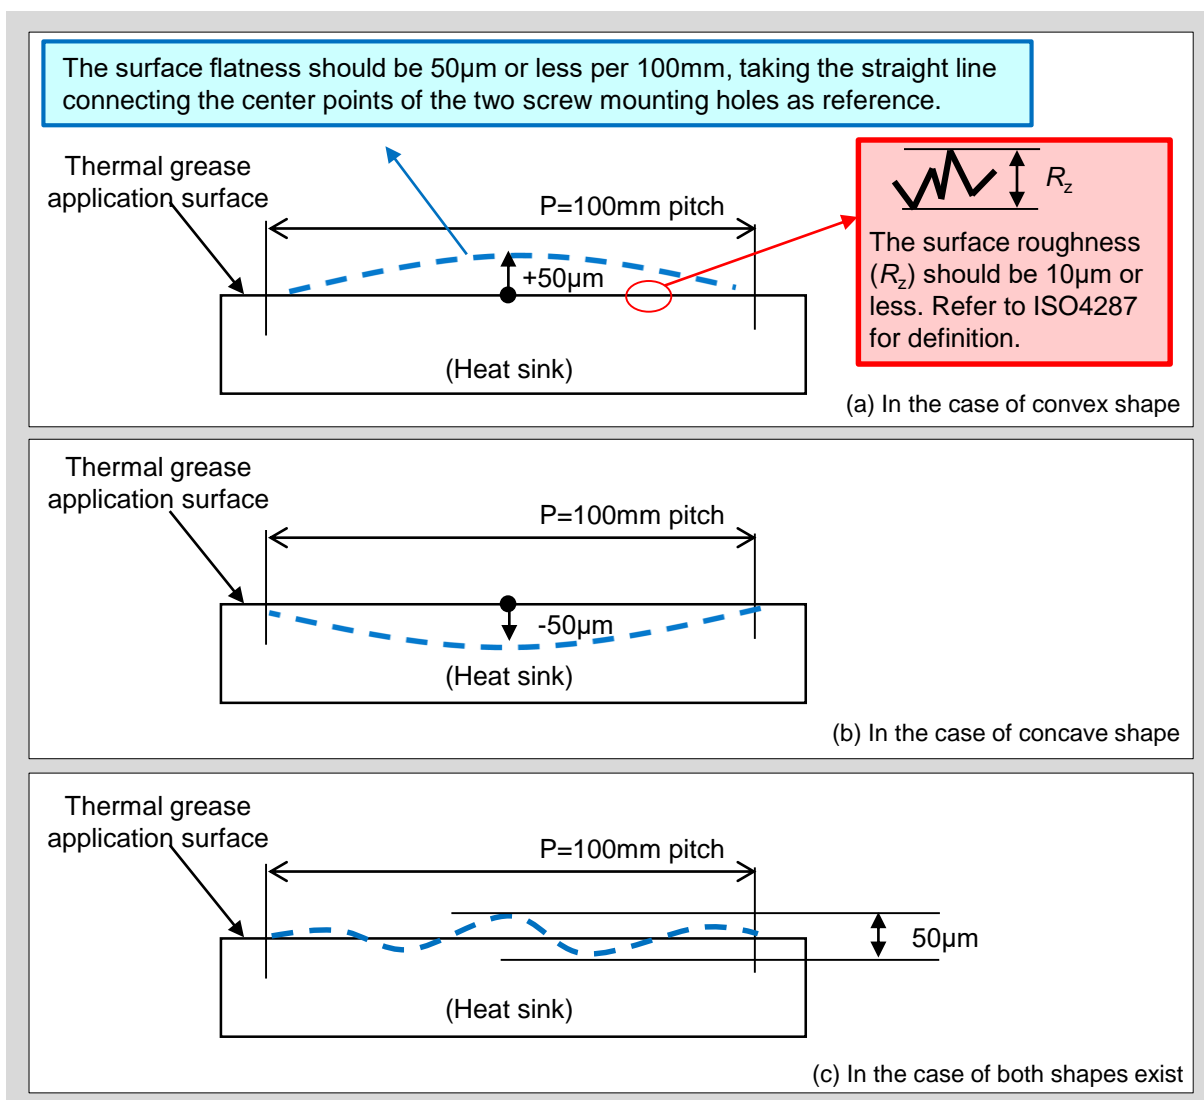 The surface flatness should be 50µm or less per 100mm, taking the straight line
connecting the center points of the two screw mounting holes as reference.
Thermal grease
application surface
P=100mm pitch
+50µm
(Heat sink)
Rz
The surface roughness
(Rz) should be 10µm or
less. Refer to ISO4287
for definition.
(a) In the case of convex shape
Thermal grease
application surface
P=100mm pitch
-50µm
(Heat sink)
(b) In the case of concave shape
Thermal grease
application surface
P=100mm pitch
50µm
(Heat sink)
(c) In the case of both shapes exist